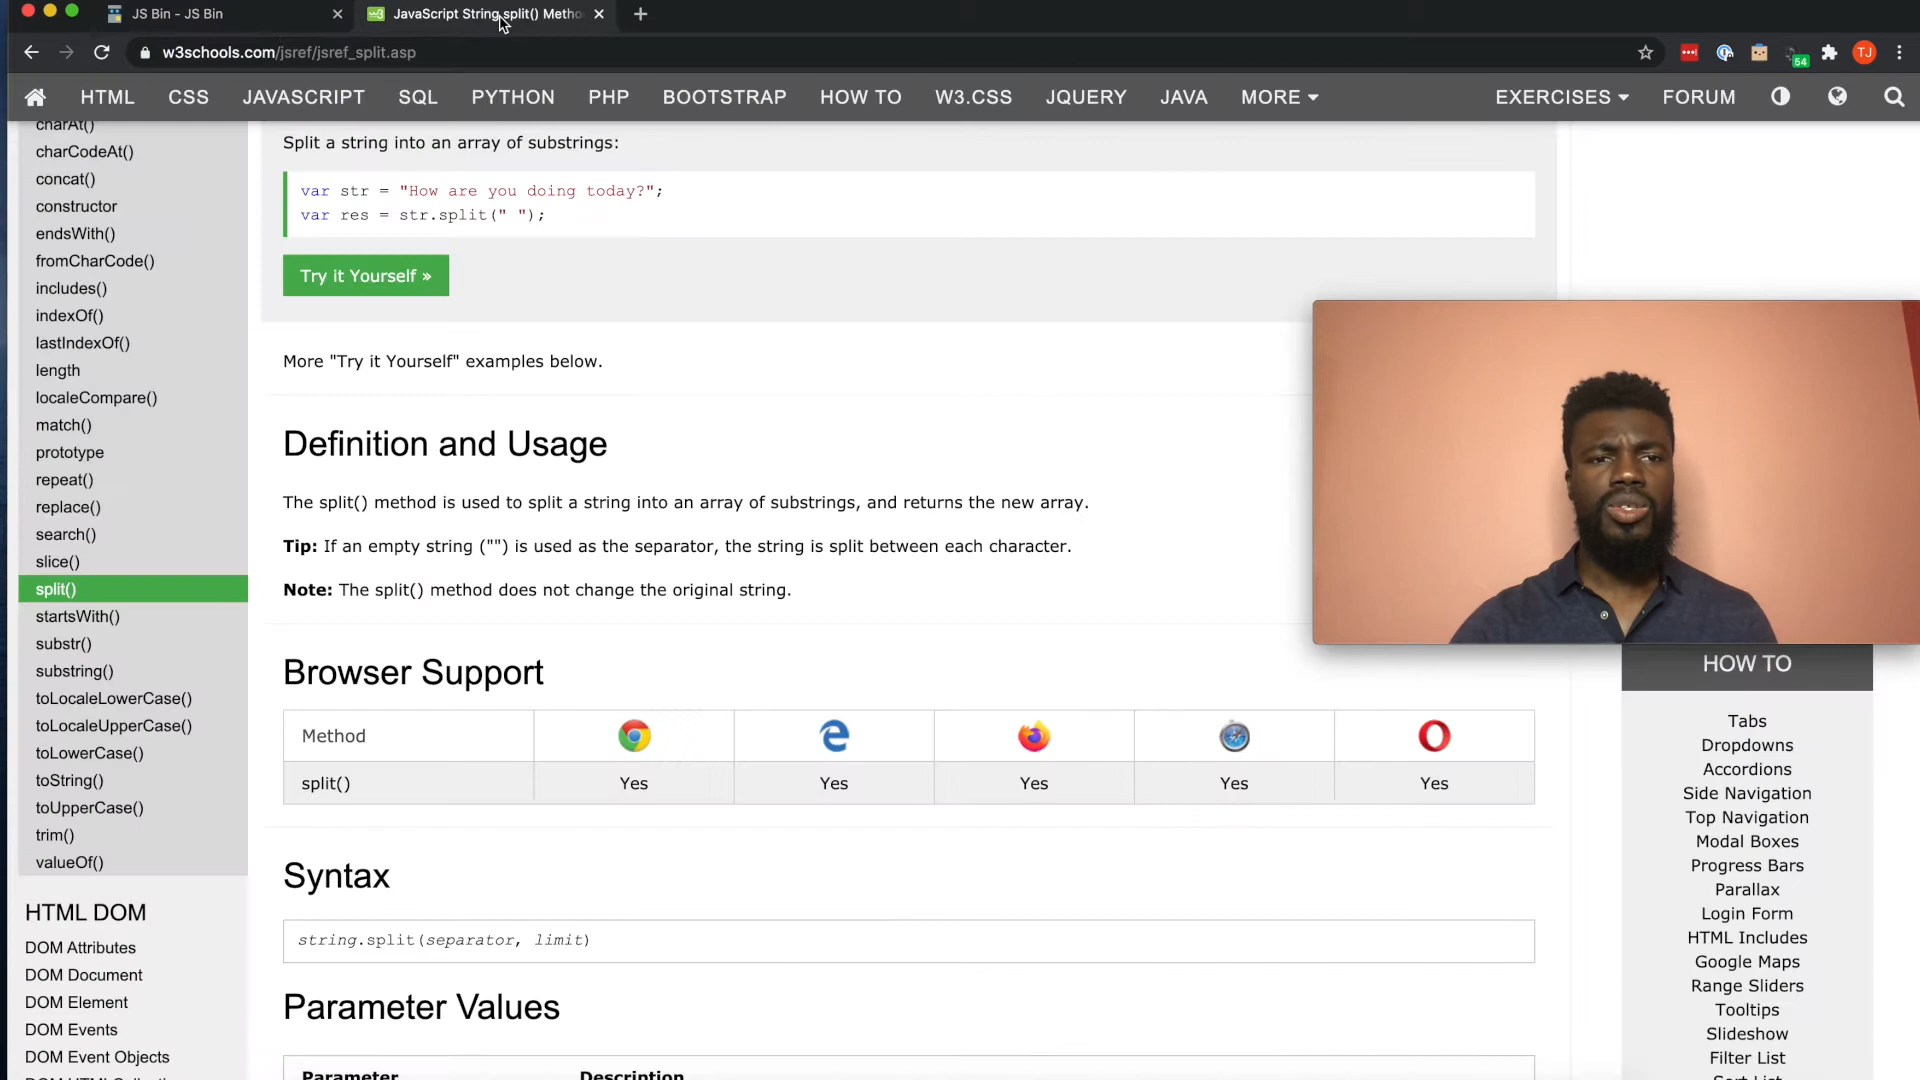 JS Bin - JS Bin
JavaScript String split() Metho
w3schools.com/jsref/jsref_split.asp
54
TJ
HTML
CSS
JAVASCRIPT
SQL
PYTHON
PHP
BOOTSTRAP
HOW TO
W3.CSS
JQUERY
JAVA
MORE
EXERCISES
FORUM
charAt()
charCodeAt()
concat()
constructor
endsWith()
fromCharCode()
includes()
indexOf()
lastIndexOf()
length
localeCompare()
match()
prototype
repeat()
replace()
search()
slice()
split()
startsWith()
substr()
substring()
toLocaleLowerCase()
toLocaleUpperCase()
toLowerCase()
toString()
toUpperCase()
trim()
valueOf()
HTML DOM
DOM Attributes
DOM Document
DOM Element
DOM Events
DOM Event Objects
Split a string into an array of substrings:
var str = "How are you doing today?";
var res = str.split(" ");
Try it Yourself »
More "Try it Yourself" examples below.
Definition and Usage
The split() method is used to split a string into an array of substrings, and returns the new array.
Tip: If an empty string ("") is used as the separator, the string is split between each character.
Note: The split() method does not change the original string.
Browser Support
Method
split() Yes Yes Yes Yes Yes
Syntax
string.split(separator, limit)
Parameter Values
Parameter Description
HOW TO
Tabs
Dropdowns
Accordions
Side Navigation
Top Navigation
Modal Boxes
Progress Bars
Parallax
Login Form
HTML Includes
Google Maps
Range Sliders
Tooltips
Slideshow
Filter List